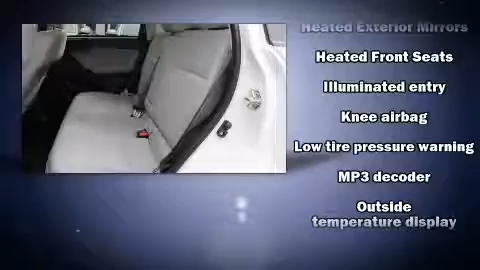 Heated Exterior Mirrors
Heated Front Seats
Illuminated entry
Knee airbag
Low tire pressure warning
MP3 decoder
Outside
temperature display